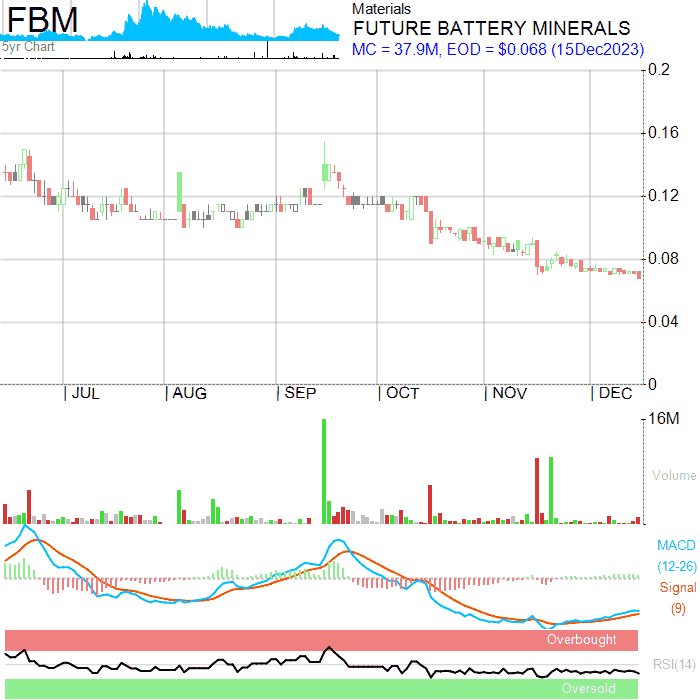 FBM
5yr Chart
Materials
FUTURE BATTERY MINERALS
MC = 37.9M, EOD = $0.068 (15Dec2023)
0.2
0.16
0.12
0.08
0.04
0
JUL AUG SEP OCT NOV DEC
16M
Volume
MACD
(12-26)
Signal
(9)
Overbought
RSI(14)
Oversold